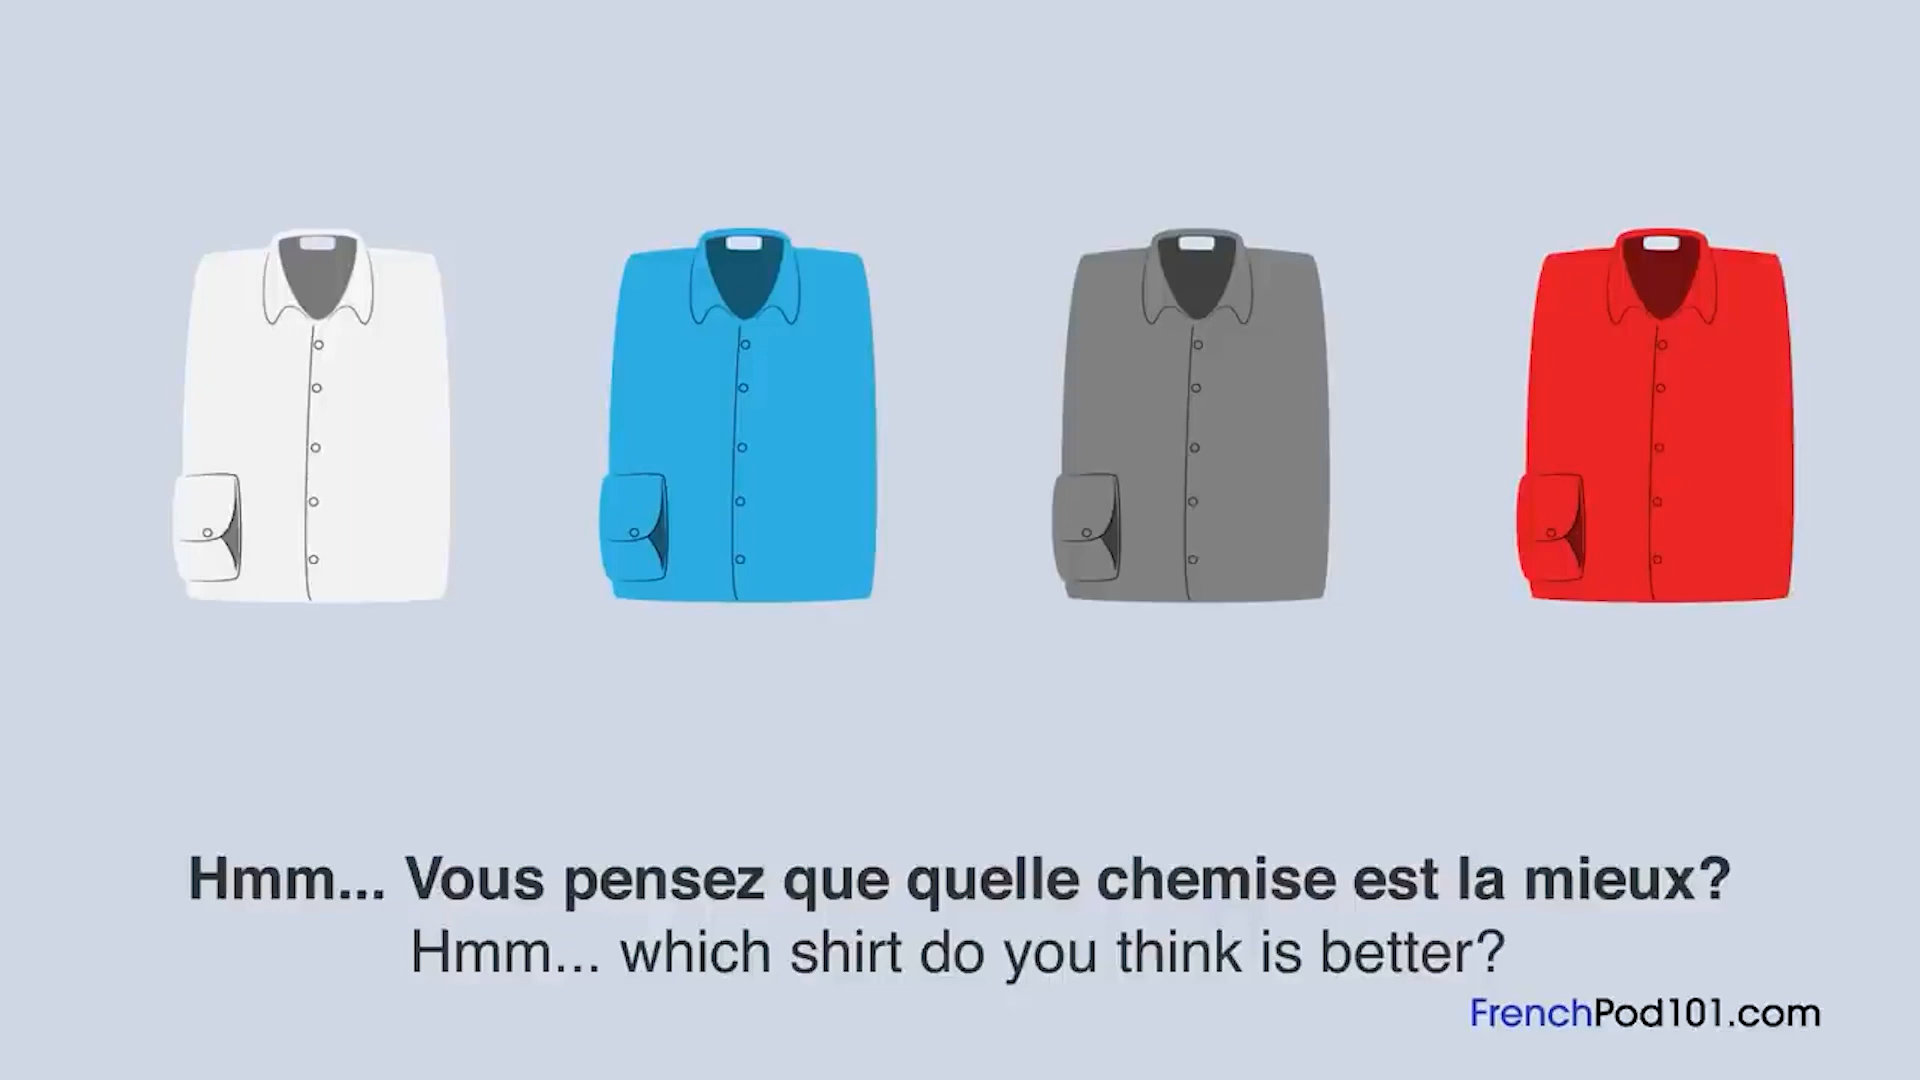 Hmm... Vous pensez que quelle chemise est la mieux?
Hmm... which shirt do you think is better?
FrenchPod101.com